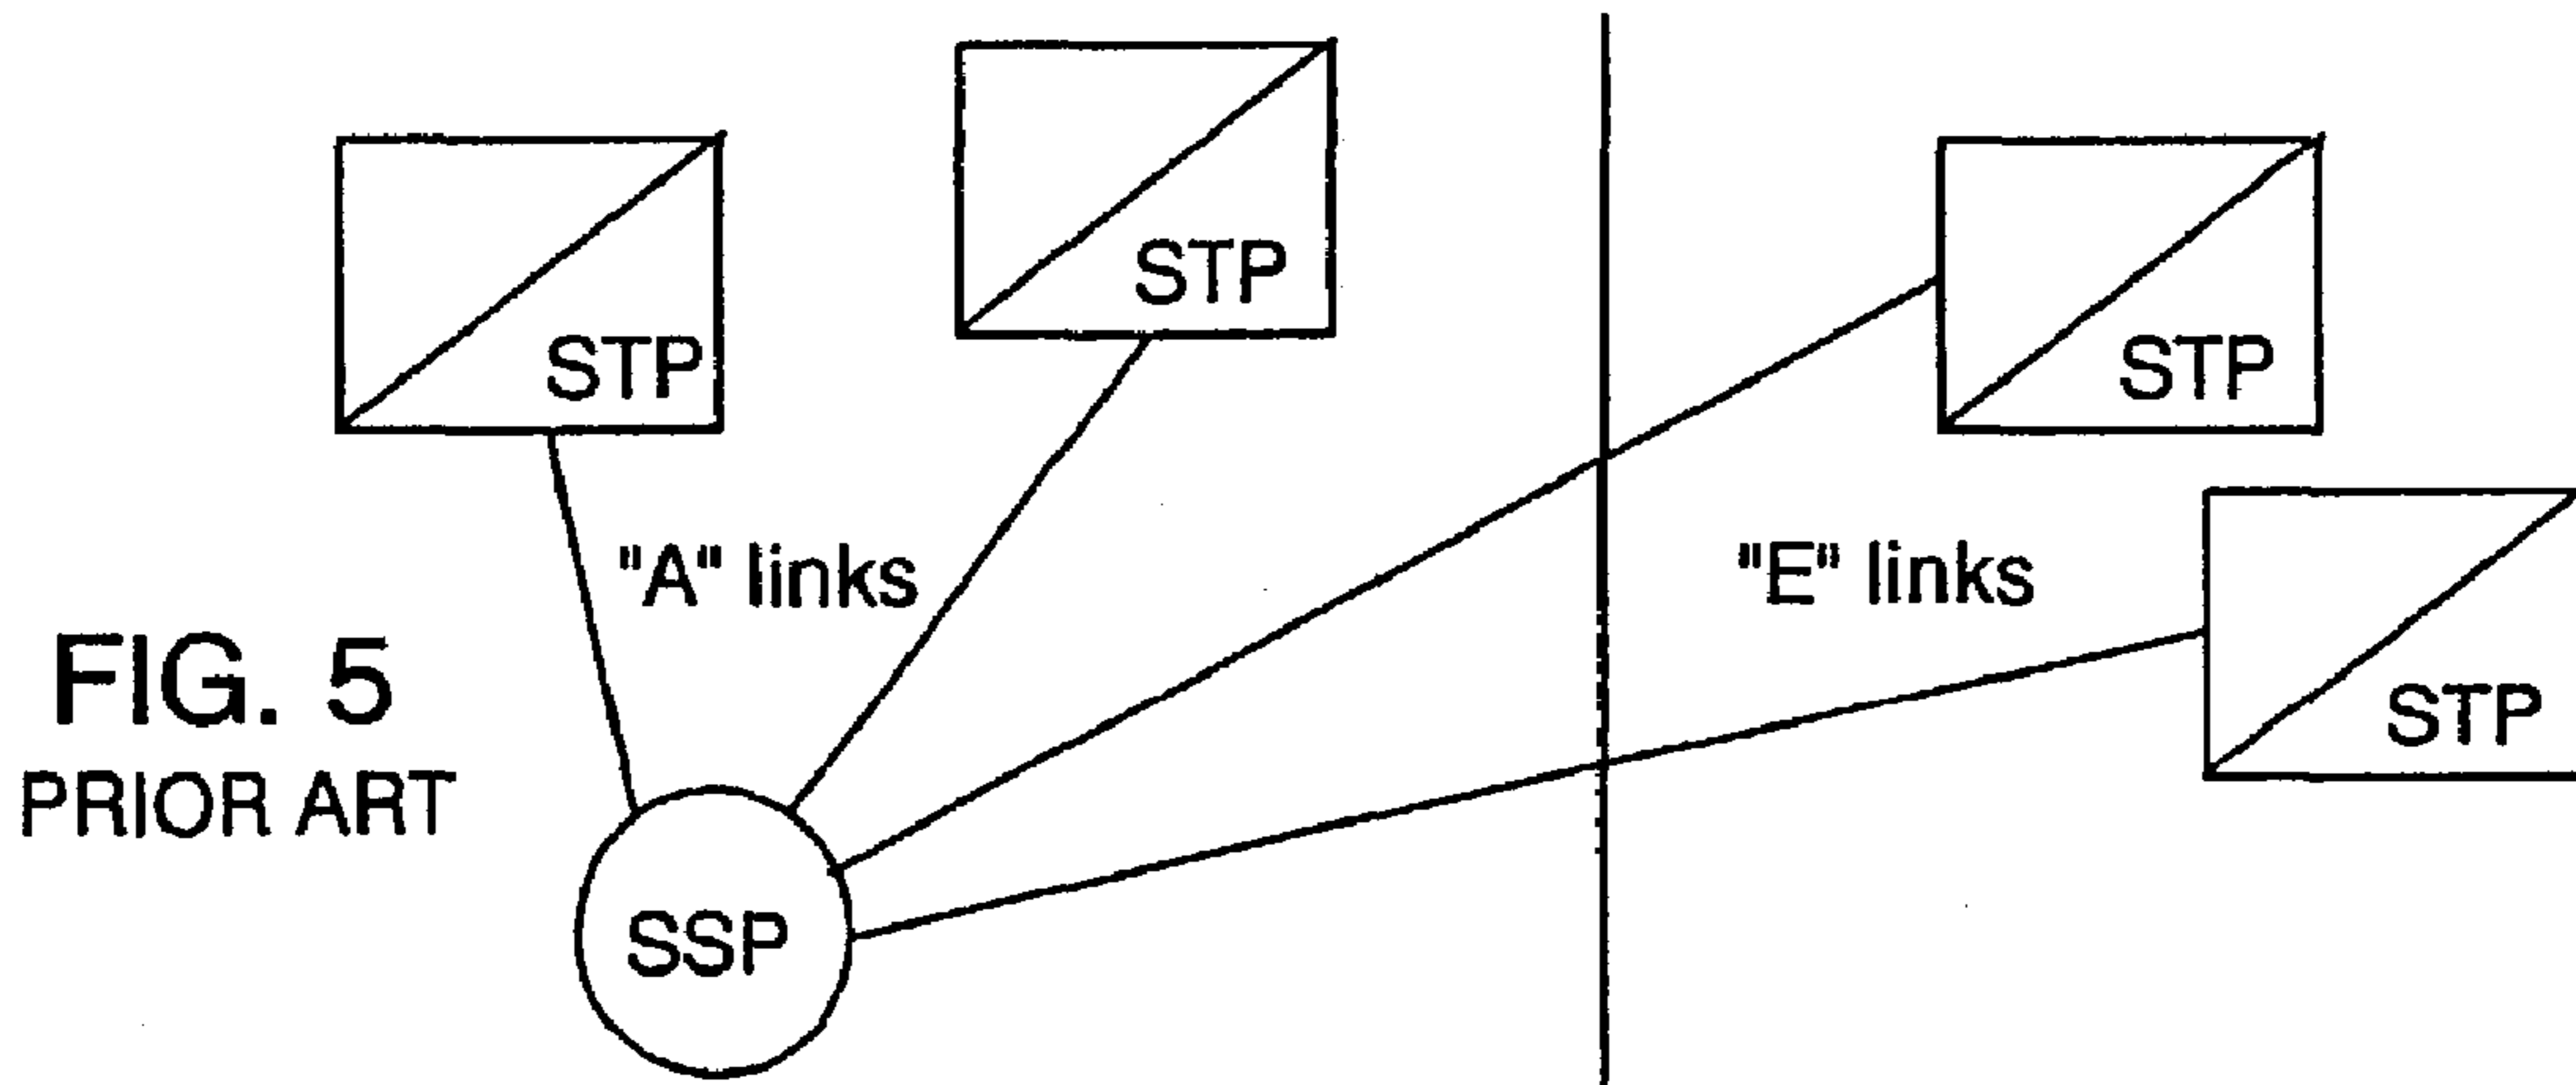 STP
STP
STP
"A" links
"E" links
STP
FIG. 5
PRIOR ART
SSP